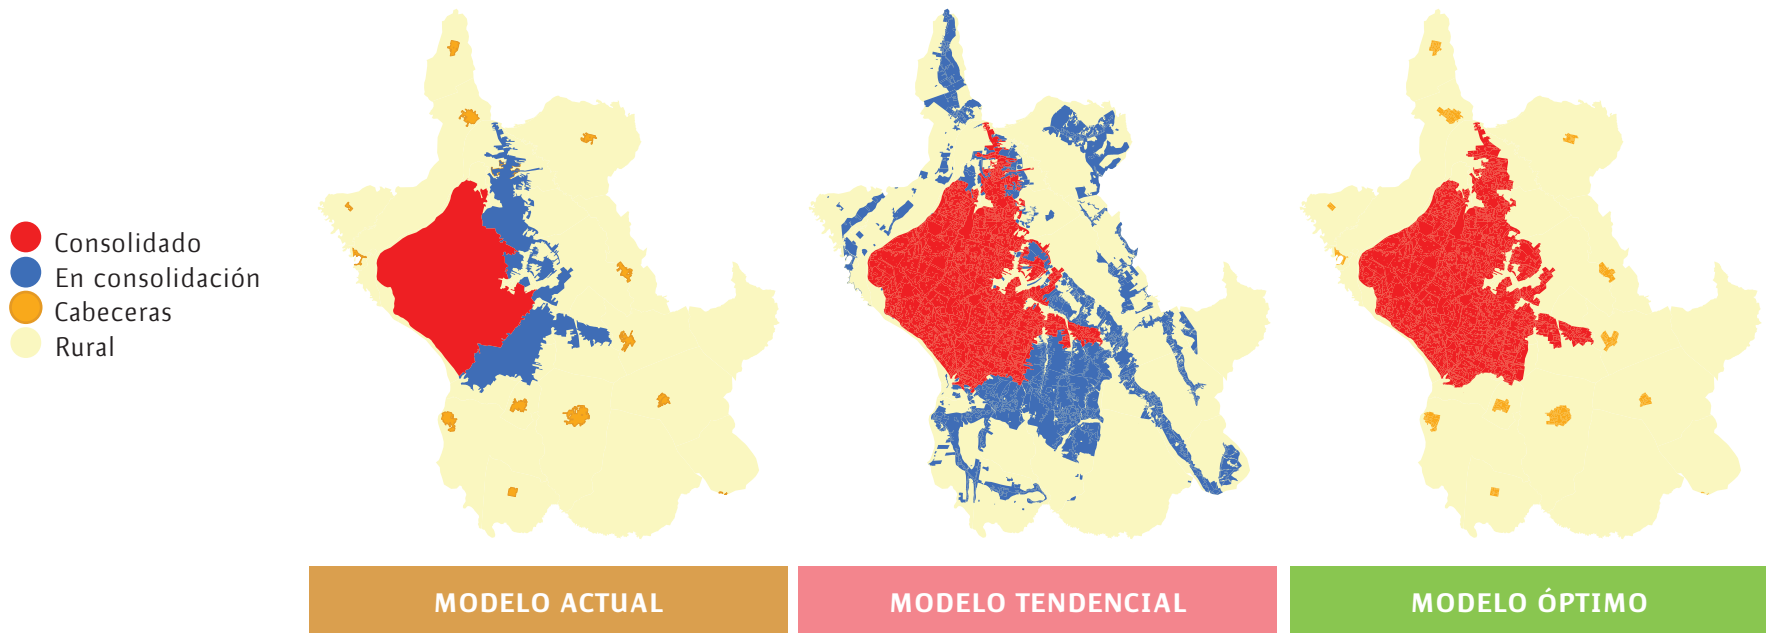 Consolidado
En consolidación
Cabeceras
Rural
MODELO ACTUAL
MODELO TENDENCIAL
MODELO ÓPTIMO